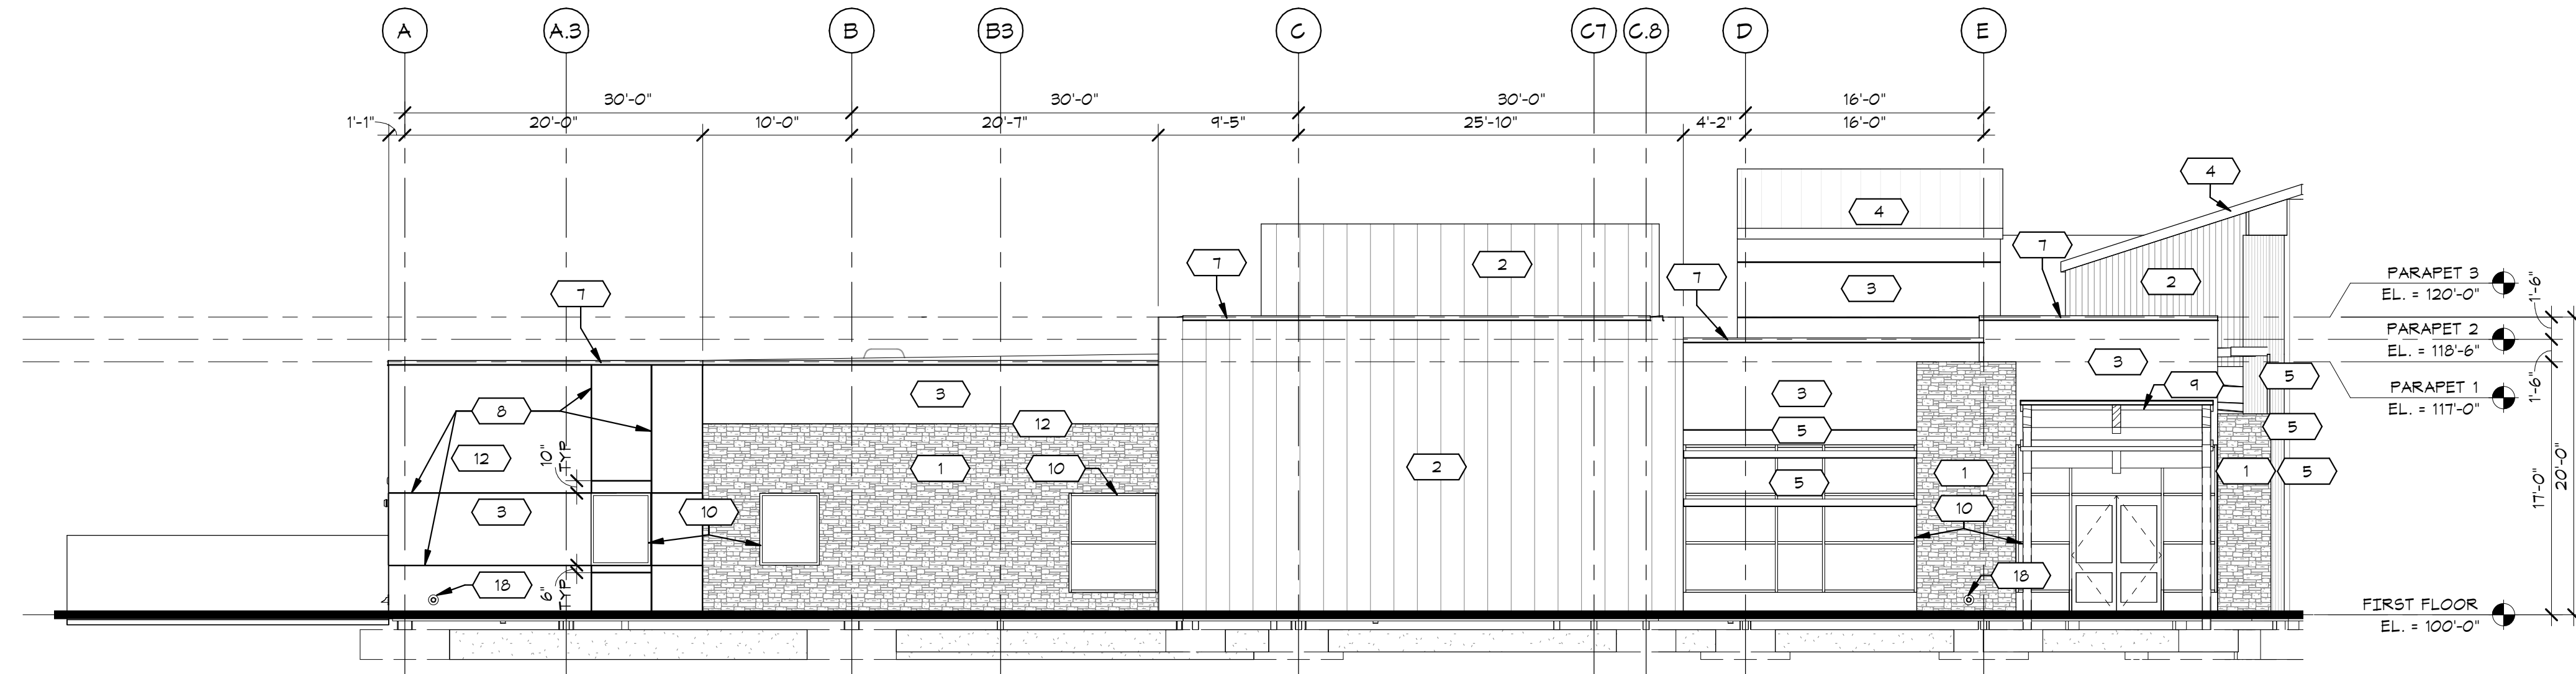 A A.3 B B3 C C7 C.8 D E
30'-0" 30'-0" 30'-0" 16'-0"
1'-1" 20'-0" 10'-0" 20'-7" 9'-5" 25'-10" 4'-2" 16'-0"
4
4
7 2 7 7 2
PARAPET 3
EL. = 120'-0"
1'-6"
7
3
PARAPET 2
EL. = 118'-6"
3
5
9
PARAPET 1
EL. = 117'-0"
1'-6"
3
3
8
12
5
5
12
10"
TYP
1
10
2
5
1
1
5
17'-0"
20'-0"
3
10
10
18
6"
TYP
18
FIRST FLOOR
EL. = 100'-0"